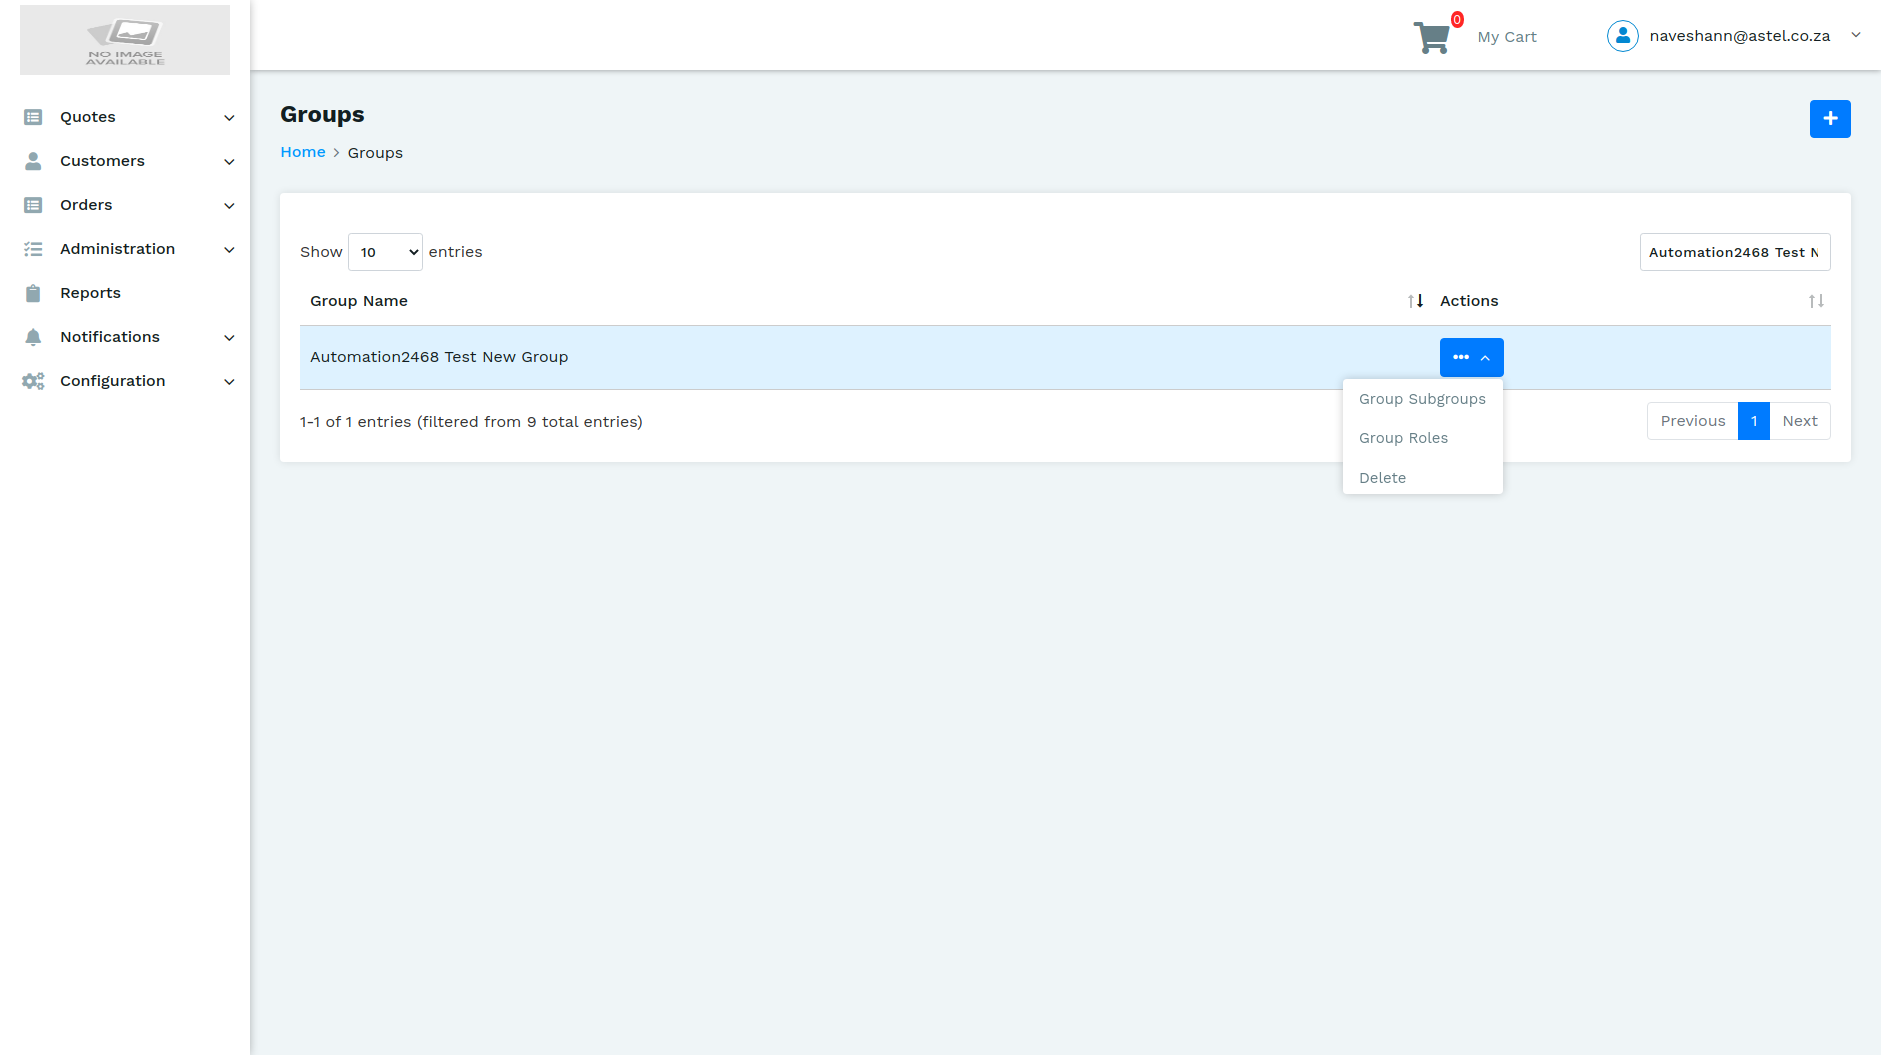 NO IMAGE
AVAILABLE
0
My Cart
naveshann@astel.co.za
Quotes
Customers
Orders
Administration
Reports
Notifications
Configuration
Groups
Home > Groups
Show 10 entries
Automation2468 Test N
Group Name
Actions
Automation2468 Test New Group
Group Subgroups
Group Roles
Delete
1-1 of 1 entries (filtered from 9 total entries)
Previous 1 Next